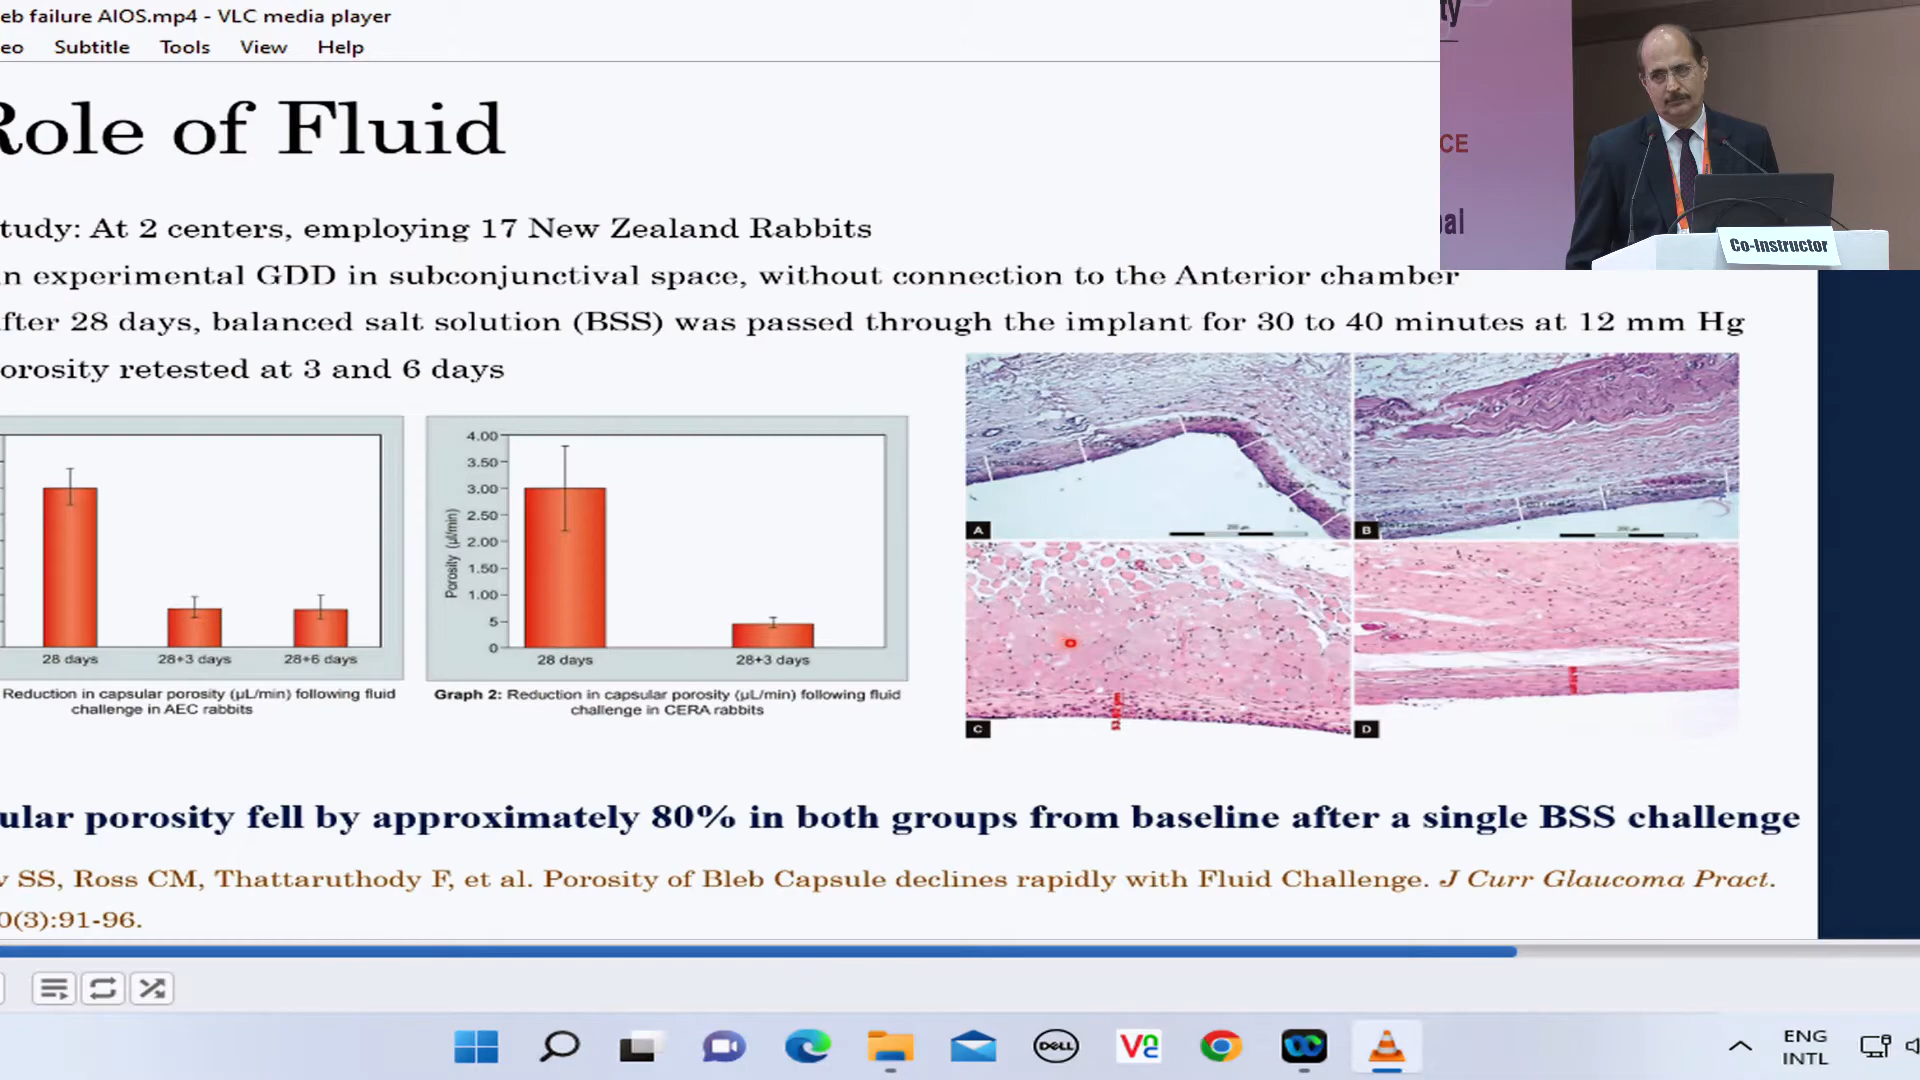 eb failure AIOS.mp4 - VLC media player
eo Subtitle Tools View Help
Role of Fluid
tudy: At 2 centers, employing 17 New Zealand Rabbits
n experimental GDD in subconjunctival space, without connection to the Anterior chamber
fter 28 days, balanced salt solution (BSS) was passed through the implant for 30 to 40 minutes at 12 mm Hg
orosity retested at 3 and 6 days
28 days 28+3 days 28+6 days
Reduction in capsular porosity (µL/min) following fluid
challenge in AEC rabbits
Porosity (µl/min)
4.00
3.50
3.00
2.50
2.00
1.50
1.00
5
0
28 days 28+3 days
Graph 2: Reduction in capsular porosity (µL/min) following fluid
challenge in CERA rabbits
A
B
C
D
ular porosity fell by approximately 80% in both groups from baseline after a single BSS challenge
v SS, Ross CM, Thattaruthody F, et al. Porosity of Bleb Capsule declines rapidly with Fluid Challenge. J Curr Glaucoma Pract.
0(3):91-96.
ty
CE
al
Co-Instructor
DELL
ENG
INTL